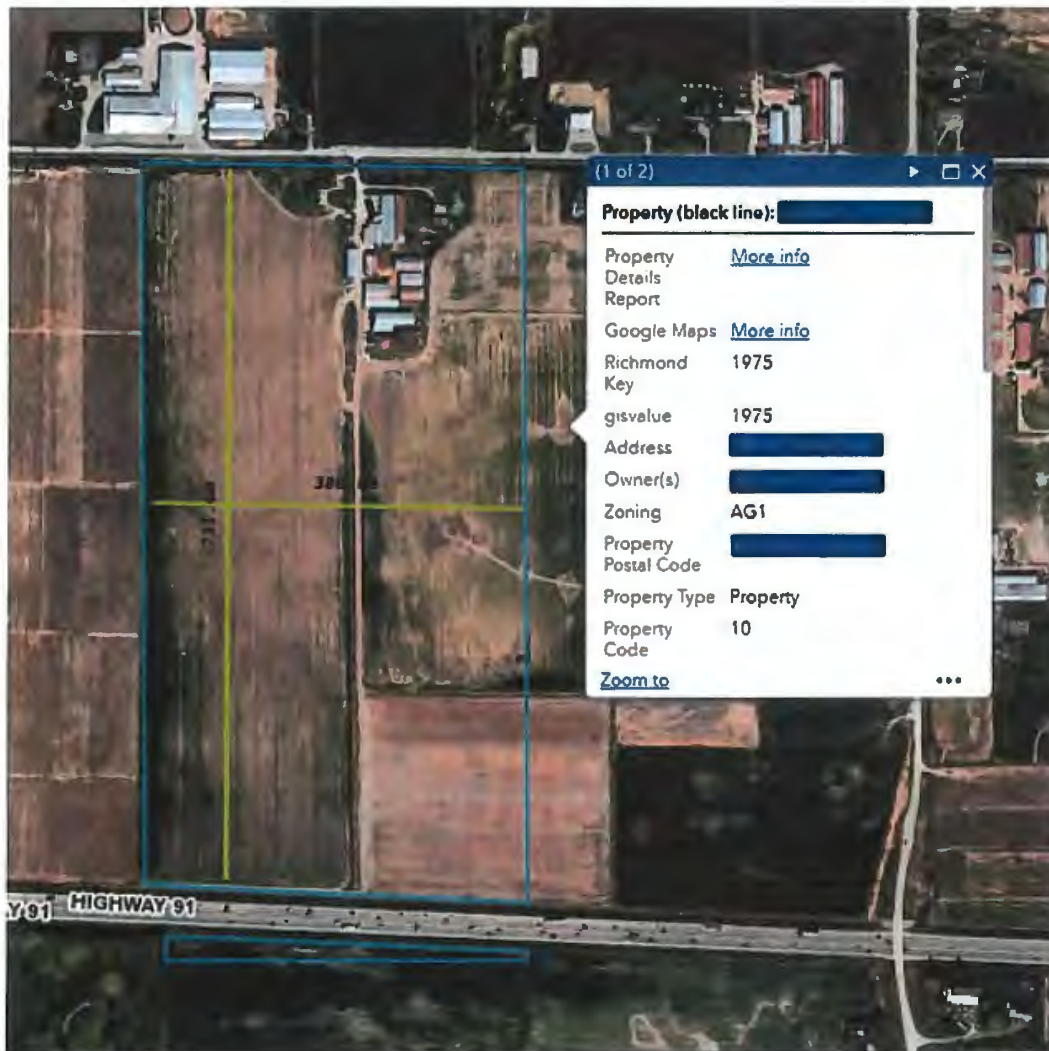 (1 of 2)
Property (black line):
Property Details Report
More info
Google Maps
More info
Richmond Key
1975
gisvalue
1975
Address
Owner(s)
Zoning
AG1
Property Postal Code
Property Type
Property
Property Code
10
Zoom to
HIGHWAY 91
Y 91